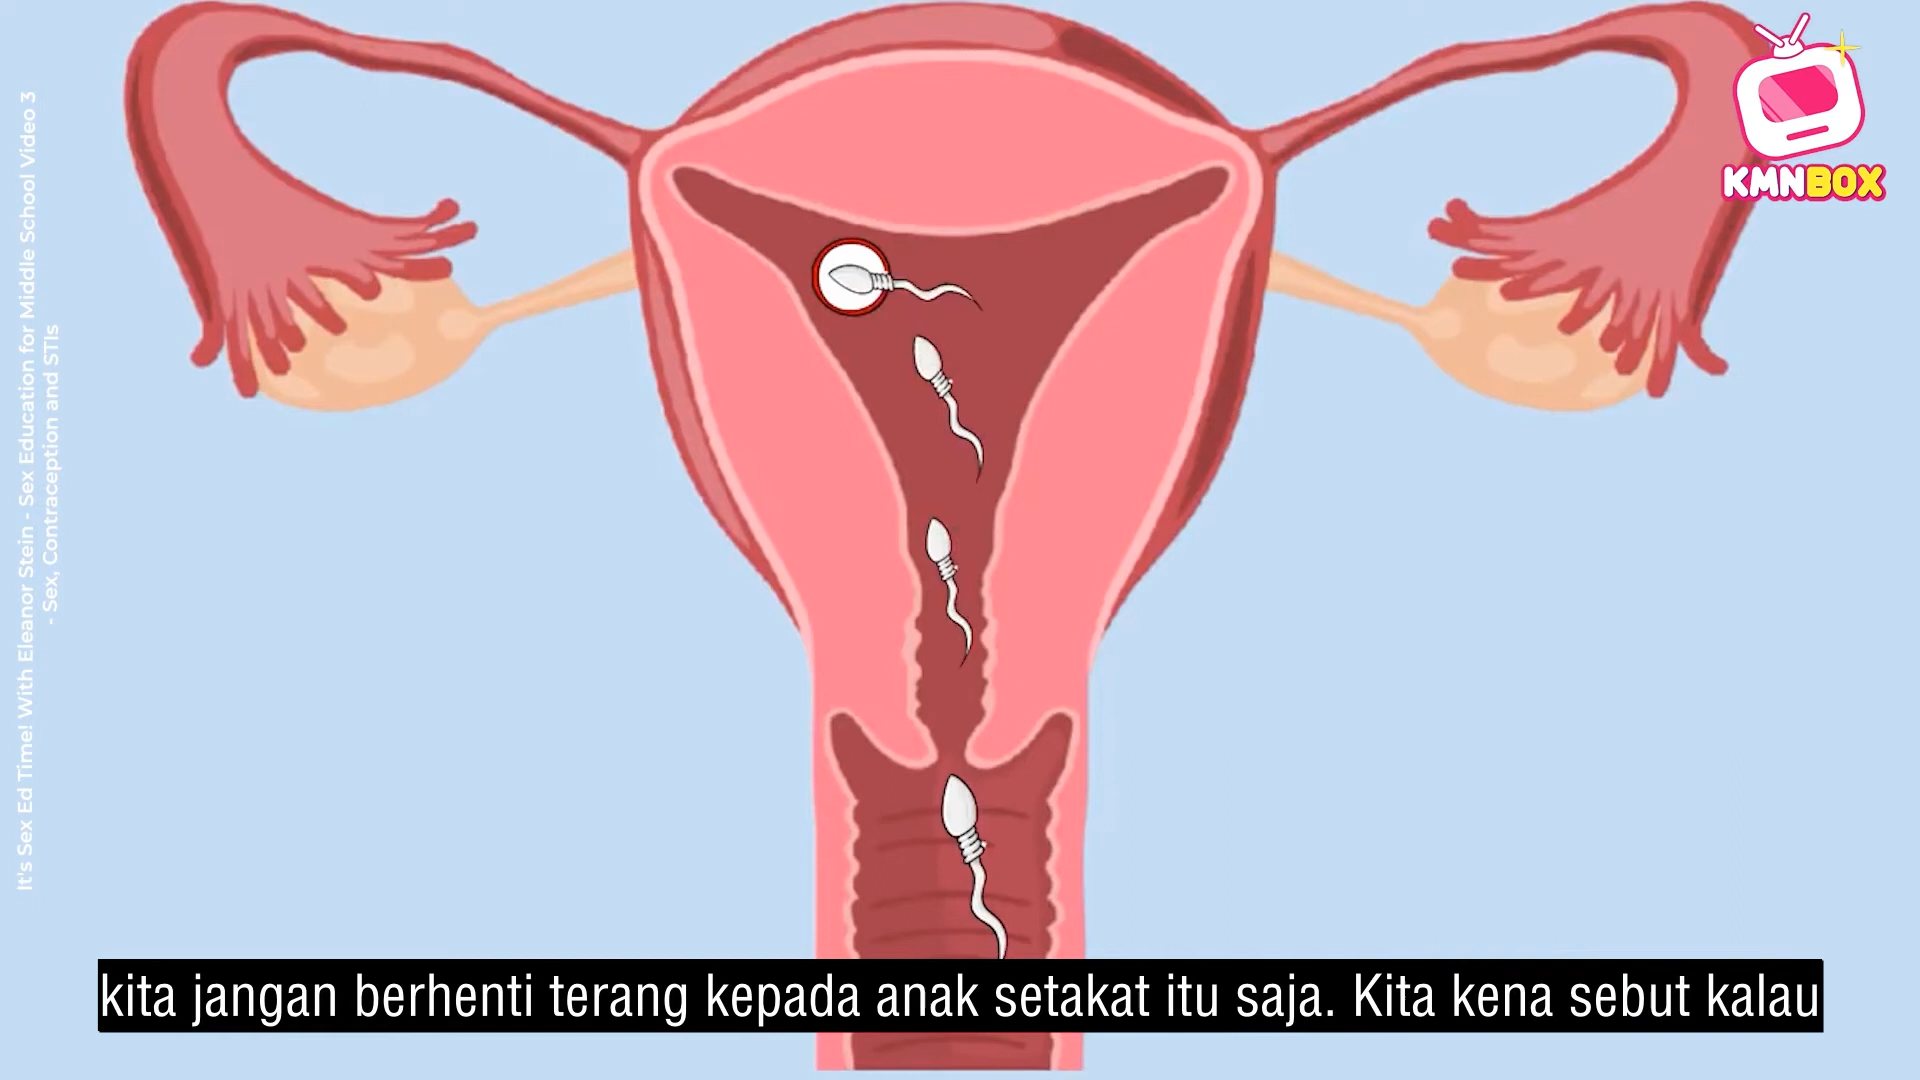 It's Sex Ed Time! With Eleanor Stein - Sex Education for Middle School Video 3
- Sex, Contraception and STIs
KMNBOX
kita jangan berhenti terang kepada anak setakat itu saja. Kita kena sebut kalau